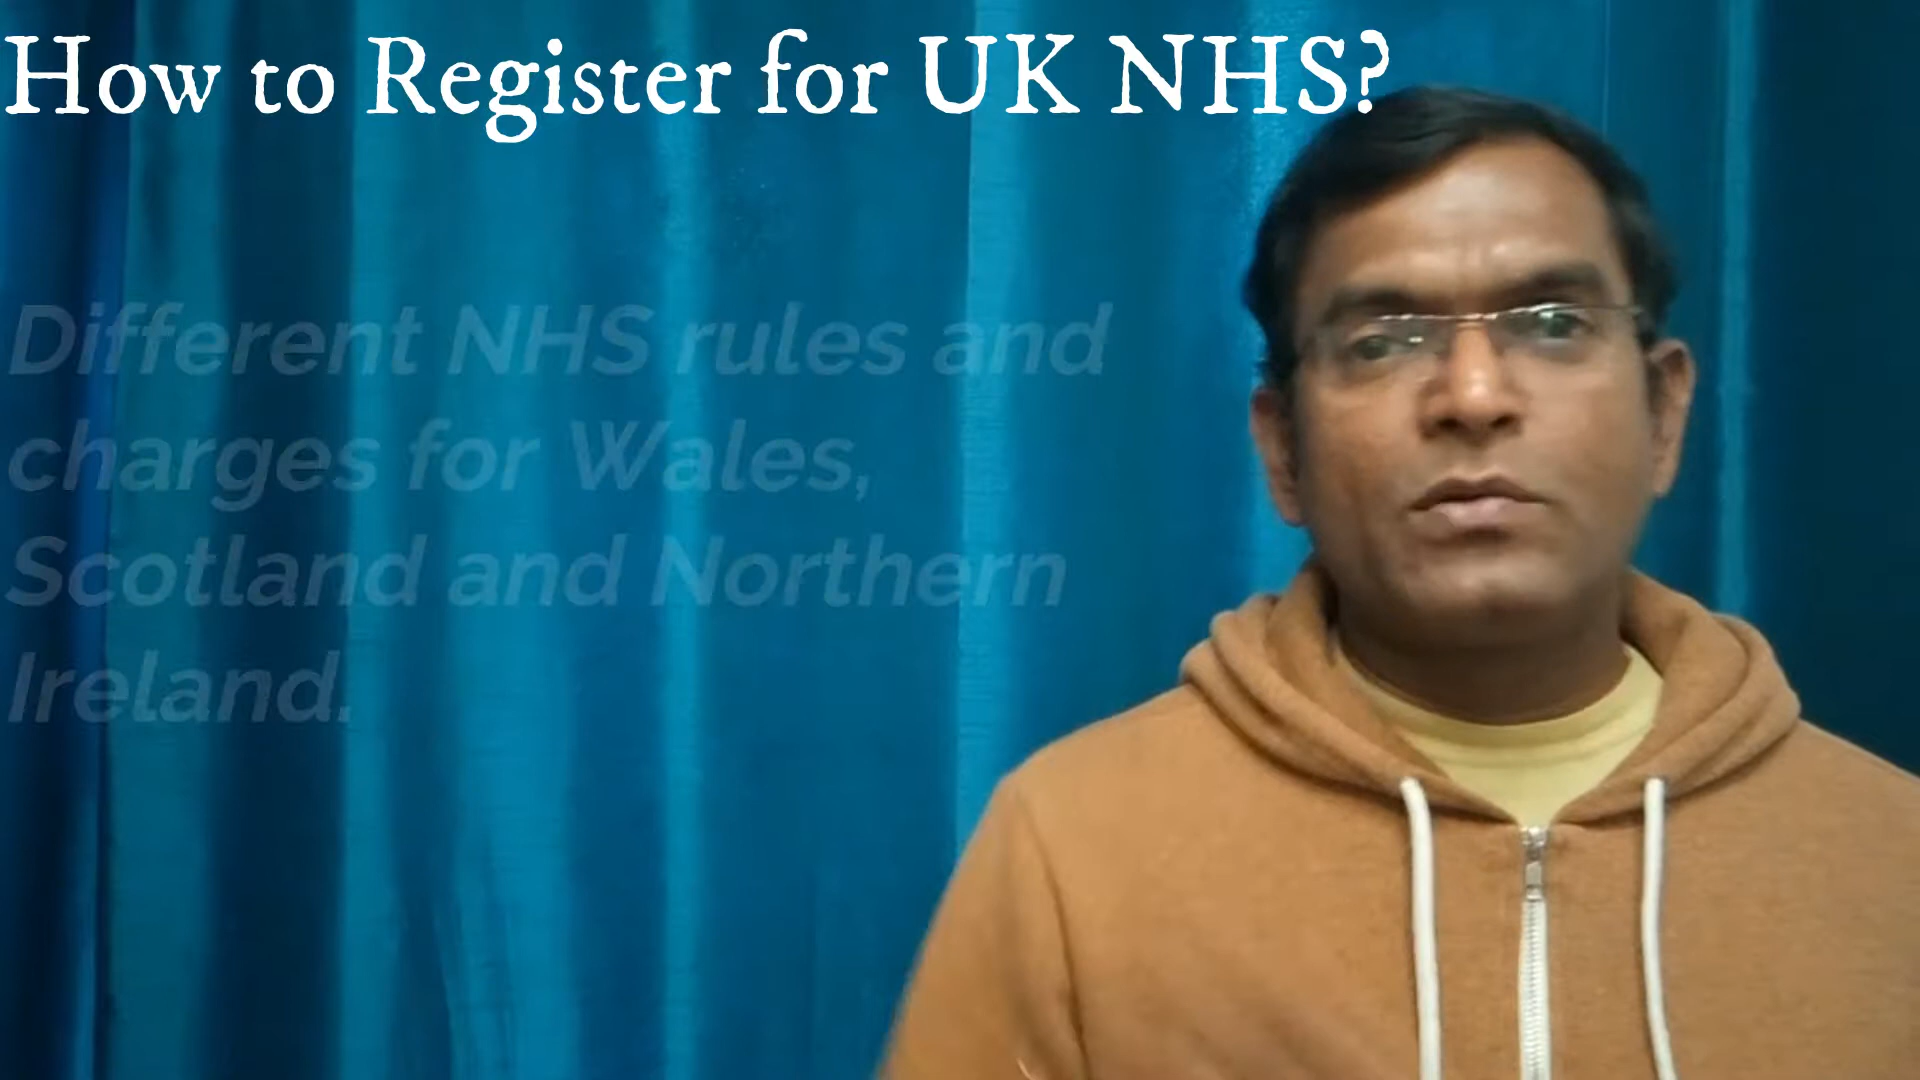 How to Register for UK NHS?
Different NHS rules and
charges for Wales,
Scotland and Northern
Ireland.